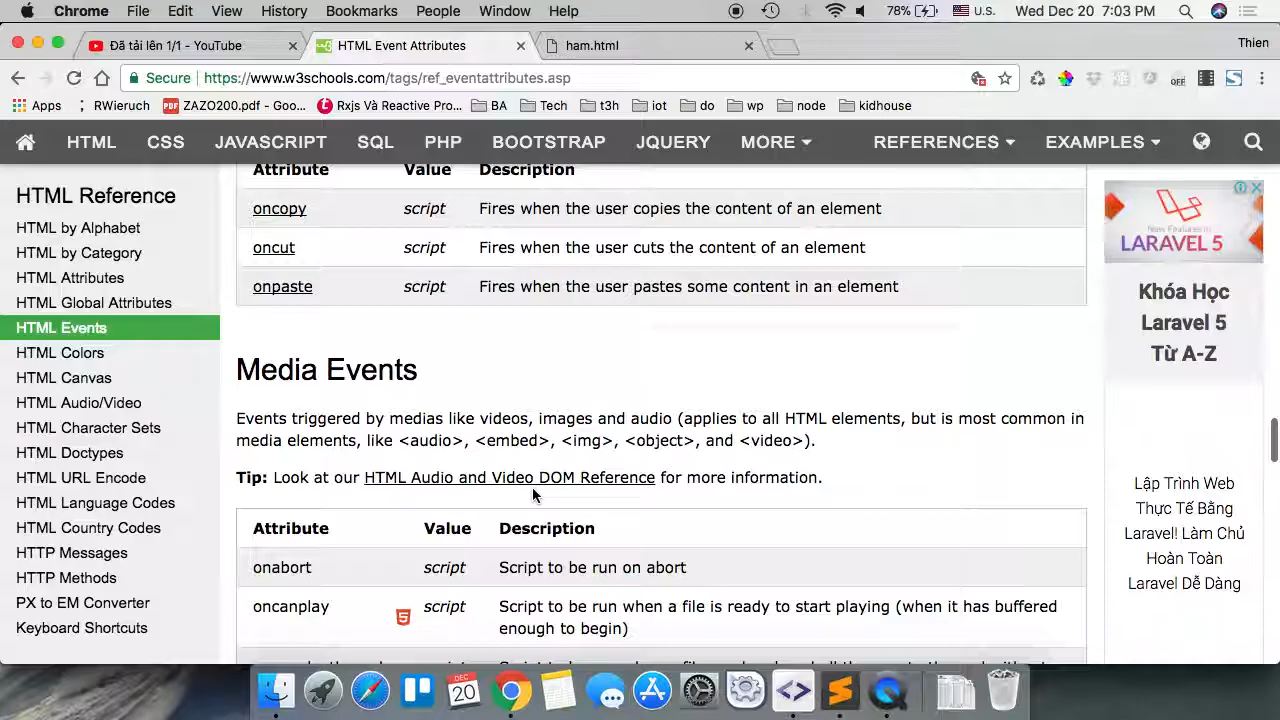 Chrome File Edit View History Bookmarks People Window Help 78% U.S. Wed Dec 20 7:03 PM
Đã tải lên 1/1 - YouTube HTML Event Attributes ham.html Thien
Secure https://www.w3schools.com/tags/ref_eventattributes.asp OFF
Apps RWieruch ZAZO200.pdf - Goo... Rxjs Và Reactive Pro... BA Tech t3h iot do wp node kidhouse
HTML CSS JAVASCRIPT SQL PHP BOOTSTRAP JQUERY MORE REFERENCES EXAMPLES
HTML Reference
HTML by Alphabet
HTML by Category
HTML Attributes
HTML Global Attributes
HTML Events
HTML Colors
HTML Canvas
HTML Audio/Video
HTML Character Sets
HTML Doctypes
HTML URL Encode
HTML Language Codes
HTML Country Codes
HTTP Messages
HTTP Methods
PX to EM Converter
Keyboard Shortcuts
Attribute Value Description
oncopy script Fires when the user copies the content of an element
oncut script Fires when the user cuts the content of an element
onpaste script Fires when the user pastes some content in an element
Media Events
Events triggered by medias like videos, images and audio (applies to all HTML elements, but is most common in
media elements, like <audio>, <embed>, <img>, <object>, and <video>).
Tip: Look at our HTML Audio and Video DOM Reference for more information.
Attribute Value Description
onabort script Script to be run on abort
oncanplay script Script to be run when a file is ready to start playing (when it has buffered
enough to begin)
LARAVEL 5
Khóa Học
Laravel 5
Từ A-Z
Lập Trình Web
Thực Tế Bằng
Laravel! Làm Chủ
Hoàn Toàn
Laravel Dễ Dàng
DEC
20